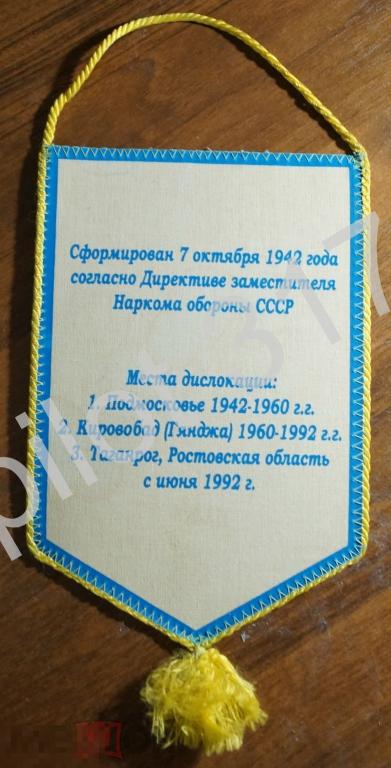 Сформирован 7 октября 1942 года
согласно Директиве заместителя
Наркома обороны СССР
Места дислокации:
1. Подмосковье 1942-1960 г.г.
2. Кировобад (Гянджа) 1960-1992 г.г.
3. Таганрог, Ростовская область
с июня 1992 г.
pilot317